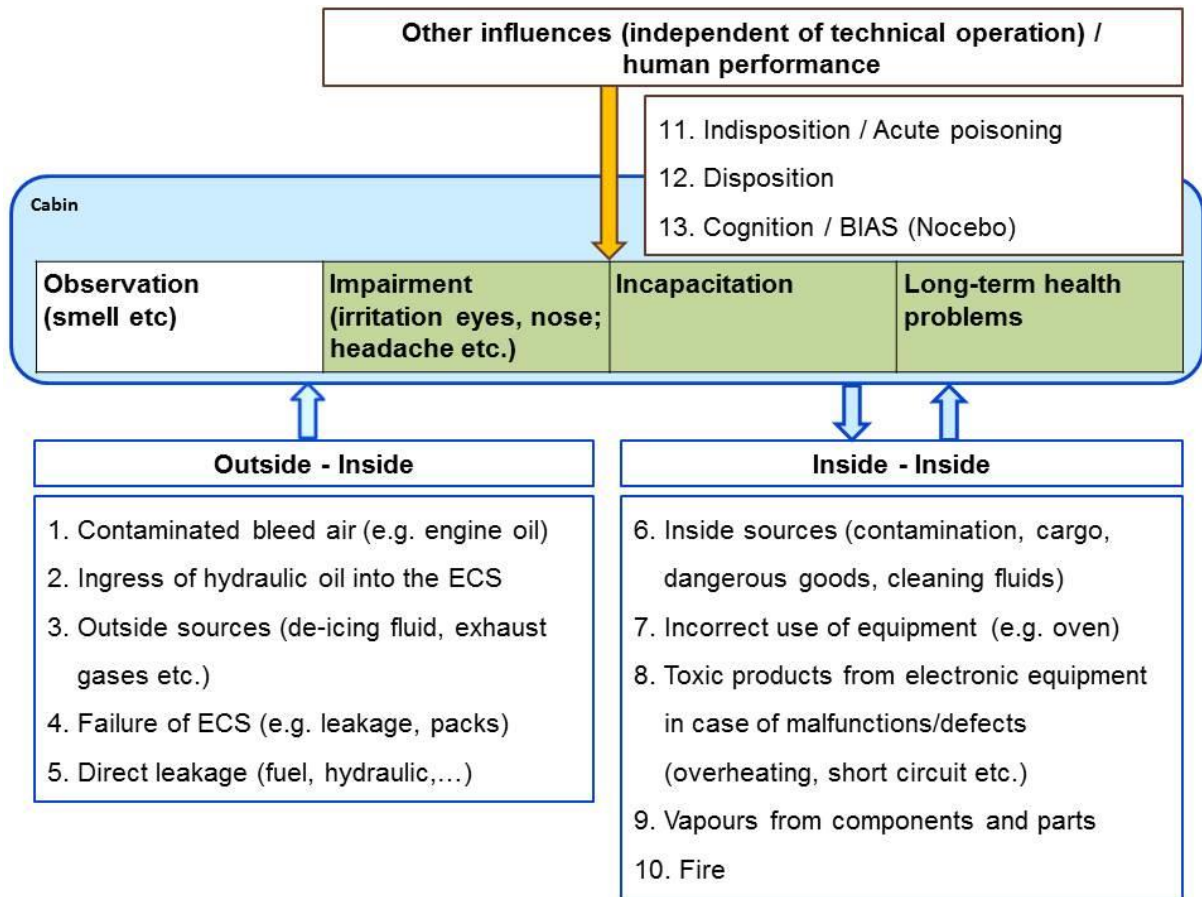 Other influences (independent of technical operation) /
human performance
11. Indisposition / Acute poisoning
12. Disposition
13. Cognition / BIAS (Nocebo)
Cabin
Observation
(smell etc)
Impairment
(irritation eyes, nose;
headache etc.)
Incapacitation
Long-term health
problems
Outside - Inside
1. Contaminated bleed air (e.g. engine oil)
2. Ingress of hydraulic oil into the ECS
3. Outside sources (de-icing fluid, exhaust
gases etc.)
4. Failure of ECS (e.g. leakage, packs)
5. Direct leakage (fuel, hydraulic,…)
Inside - Inside
6. Inside sources (contamination, cargo,
dangerous goods, cleaning fluids)
7. Incorrect use of equipment (e.g. oven)
8. Toxic products from electronic equipment
in case of malfunctions/defects
(overheating, short circuit etc.)
9. Vapours from components and parts
10. Fire